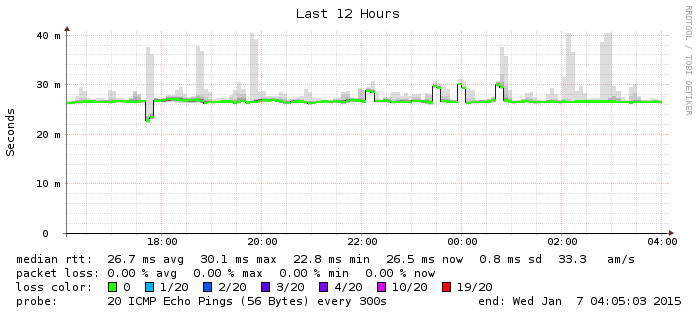 Last 12 Hours
RRDTOOL / TOBI OETIKER
Seconds
40 m
30 m
20 m
10 m
0
18:00 20:00 22:00 00:00 02:00 04:00
median rtt: 26.7 ms avg 30.1 ms max 22.8 ms min 26.5 ms now 0.8 ms sd 33.3 am/s
packet loss: 0.00 % avg 0.00 % max 0.00 % min 0.00 % now
loss color: 0 1/20 2/20 3/20 4/20 10/20 19/20
probe: 20 ICMP Echo Pings (56 Bytes) every 300s end: Wed Jan 7 04:05:03 2015